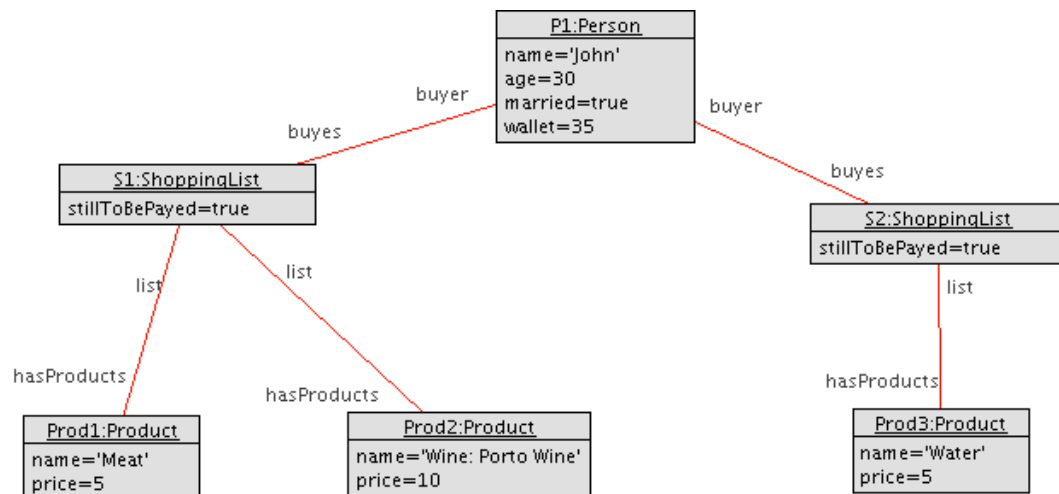 P1:Person
name='John'
age=30
married=true
wallet=35
buyer
buyer
buyes
buyes
S1:ShoppingList
stillToBePayed=true
S2:ShoppingList
stillToBePayed=true
list
list
list
hasProducts
hasProducts
hasProducts
Prod1:Product
name='Meat'
price=5
Prod2:Product
name='Wine: Porto Wine'
price=10
Prod3:Product
name='Water'
price=5